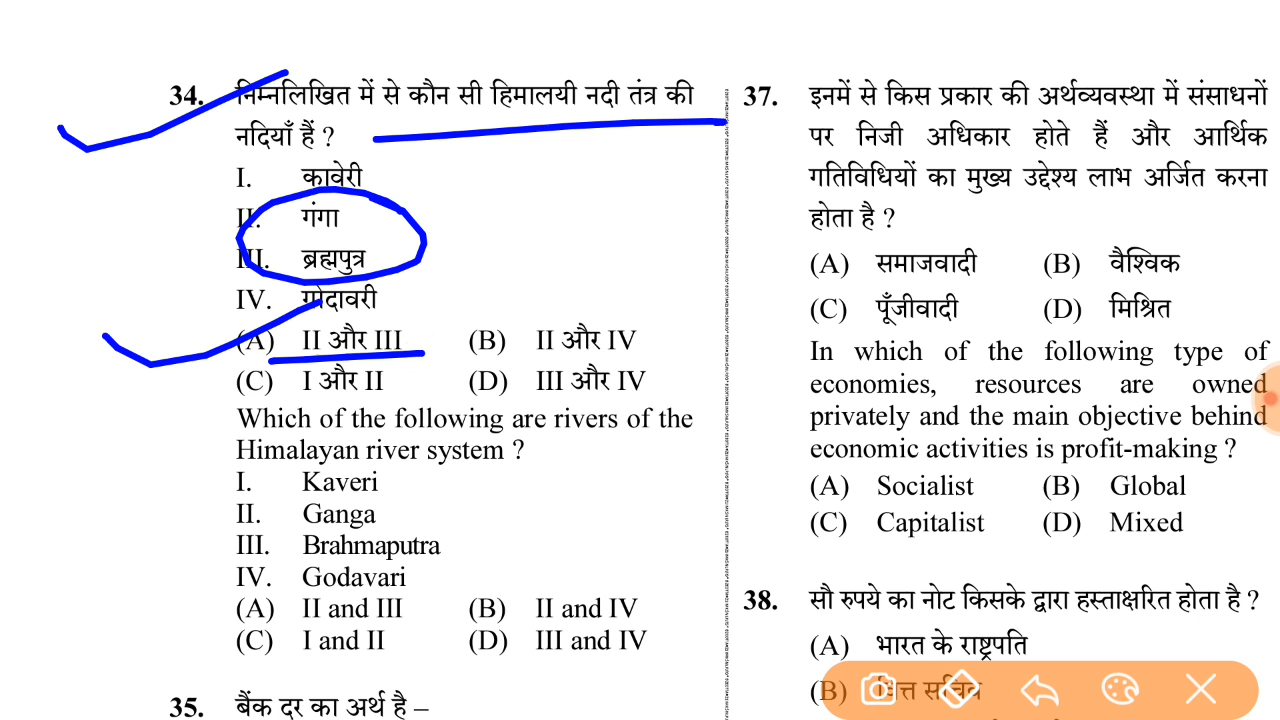 34. निम्नलिखित में से कौन सी हिमालयी नदी तंत्र की
नदियाँ हैं ?
I. कावेरी
II. गंगा
III. ब्रह्मपुत्र
IV. गोदावरी
(A) II और III (B) II और IV
(C) I और II (D) III और IV
Which of the following are rivers of the
Himalayan river system ?
I. Kaveri
II. Ganga
III. Brahmaputra
IV. Godavari
(A) II and III (B) II and IV
(C) I and II (D) III and IV
35. बैंक दर का अर्थ है –
37. इनमें से किस प्रकार की अर्थव्यवस्था में संसाधनों
पर निजी अधिकार होते हैं और आर्थिक
गतिविधियों का मुख्य उद्देश्य लाभ अर्जित करना
होता है ?
(A) समाजवादी (B) वैश्विक
(C) पूँजीवादी (D) मिश्रित
In which of the following type of
economies, resources are owned
privately and the main objective behind
economic activities is profit-making ?
(A) Socialist (B) Global
(C) Capitalist (D) Mixed
38. सौ रुपये का नोट किसके द्वारा हस्ताक्षरित होता है ?
(A) भारत के राष्ट्रपति
(B) वित्त सचिव